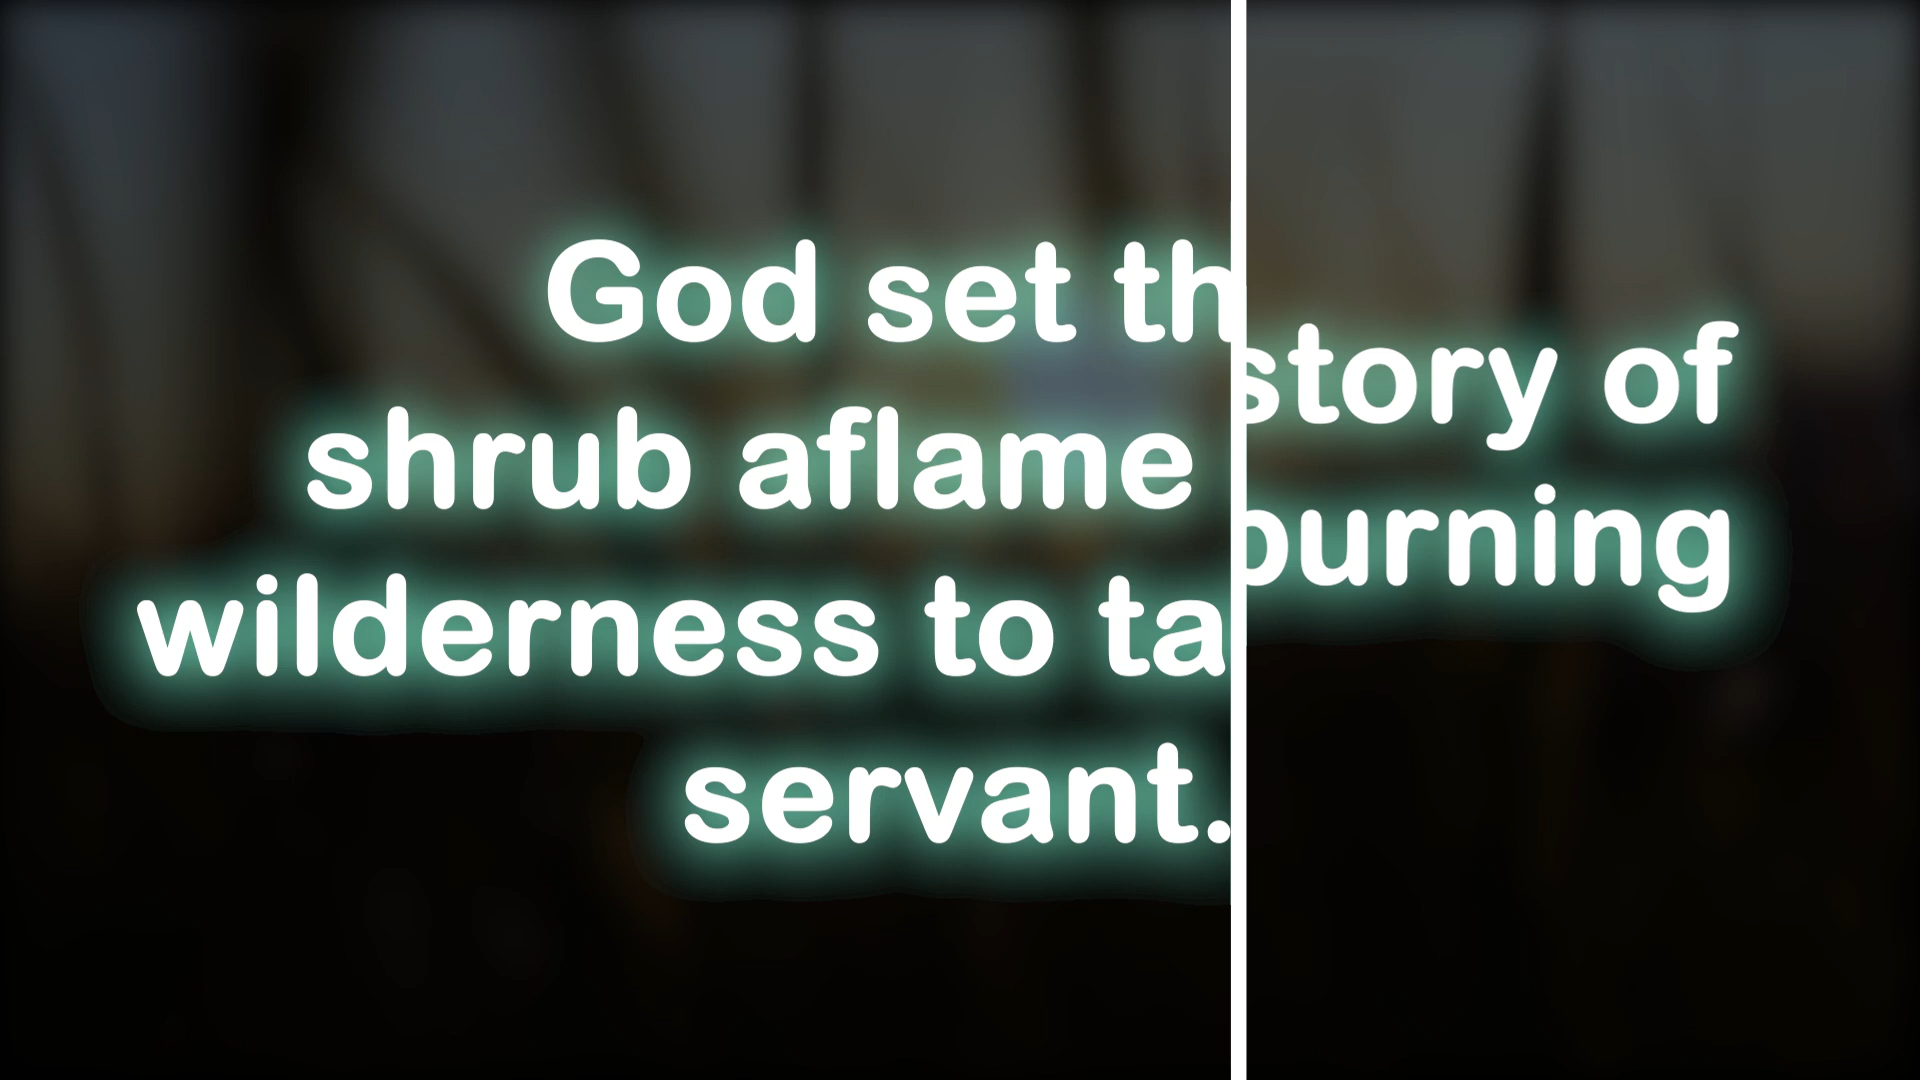 God set th
shrub aflame
wilderness to ta
servant.
story of
burning